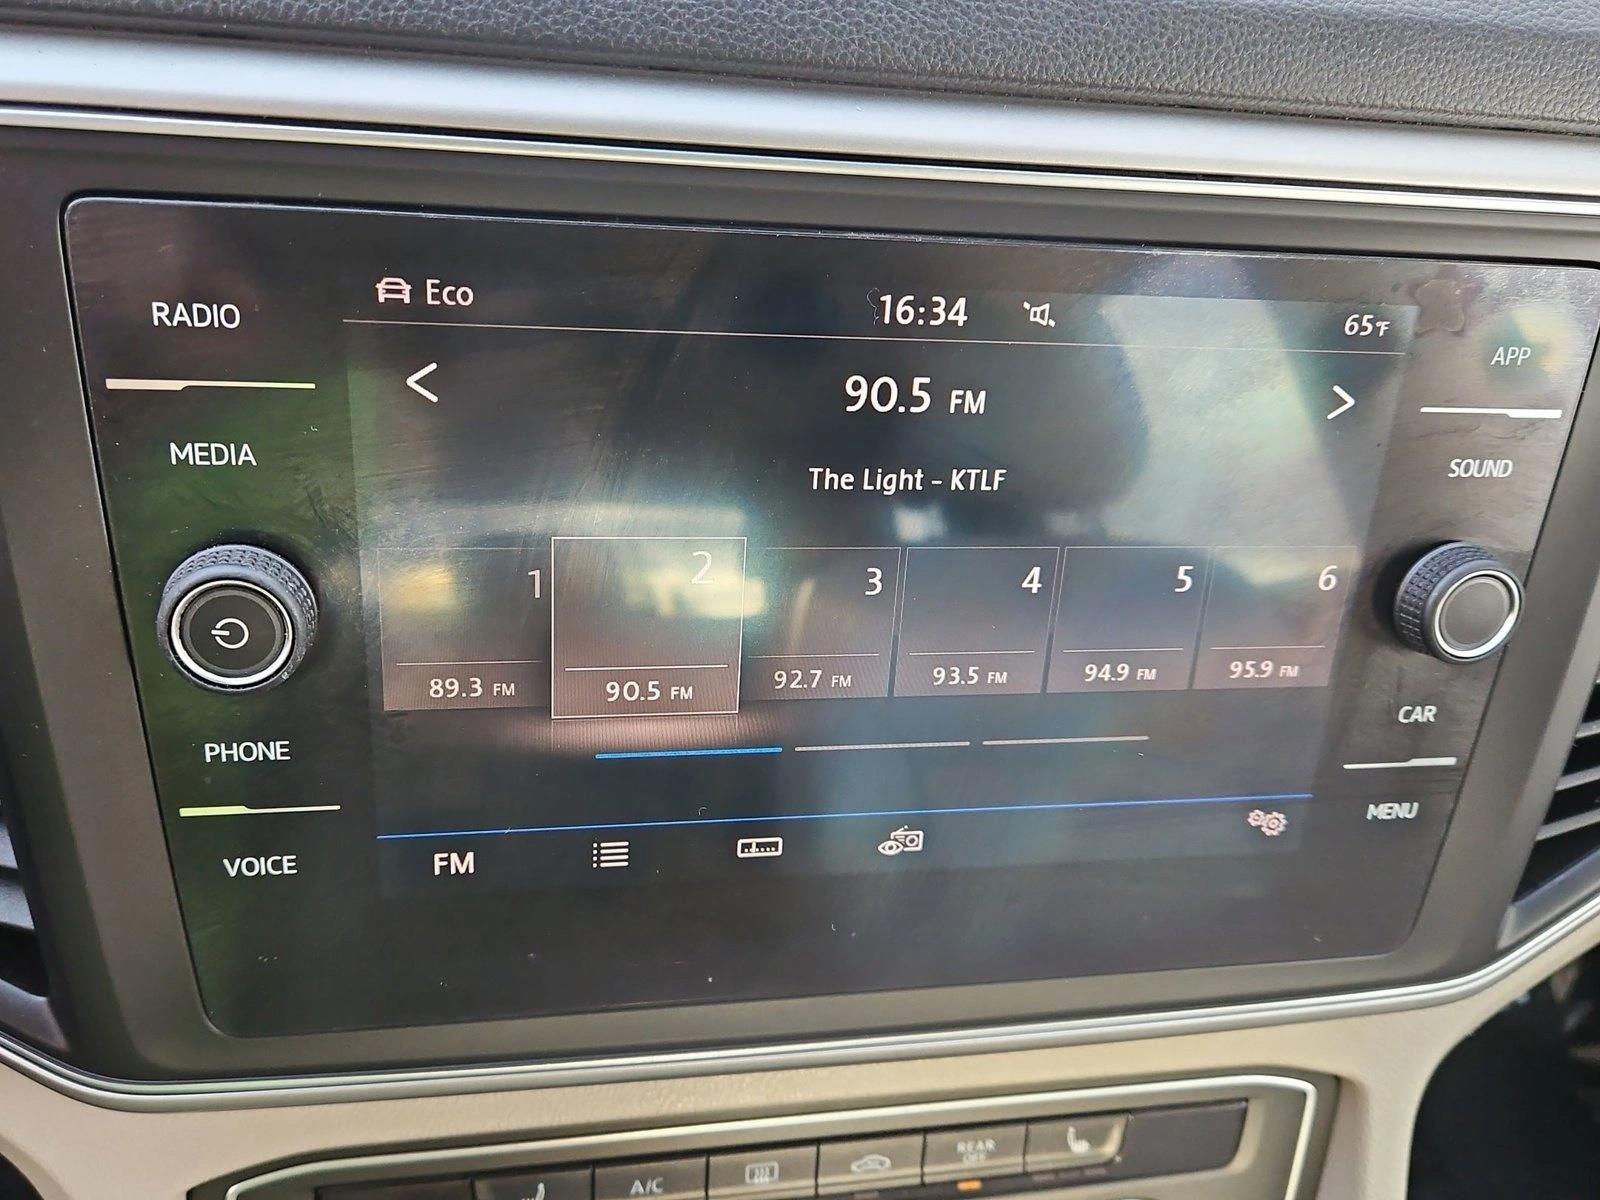 RADIO
MEDIA
PHONE
VOICE
Eco
16:34
65°F
90.5 FM
The Light - KTLF
1
2
3
4
5
6
89.3 FM
90.5 FM
92.7 FM
93.5 FM
94.9 FM
95.9 FM
FM
APP
SOUND
CAR
MENU
A/C
REAR
OFF